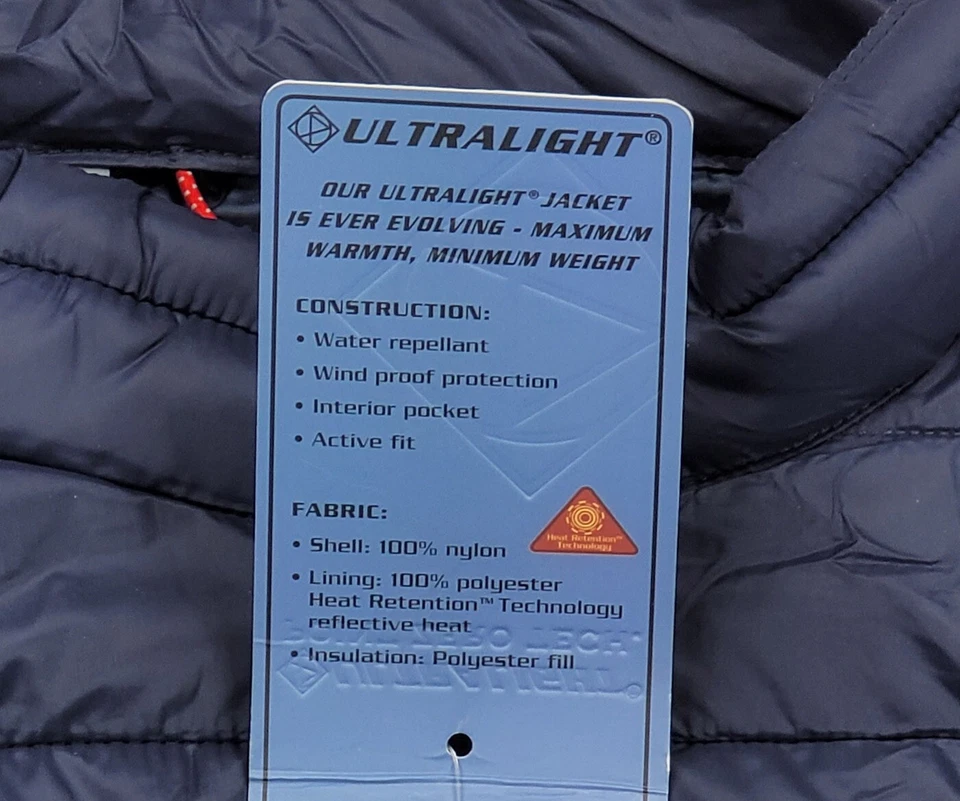 ULTRALIGHT®
OUR ULTRALIGHT® JACKET
IS EVER EVOLVING - MAXIMUM
WARMTH, MINIMUM WEIGHT
CONSTRUCTION:
• Water repellant
• Wind proof protection
• Interior pocket
• Active fit
FABRIC:
• Shell: 100% nylon
Heat Retention™
Technology
• Lining: 100% polyester
Heat Retention™ Technology
reflective heat
• Insulation: Polyester fill